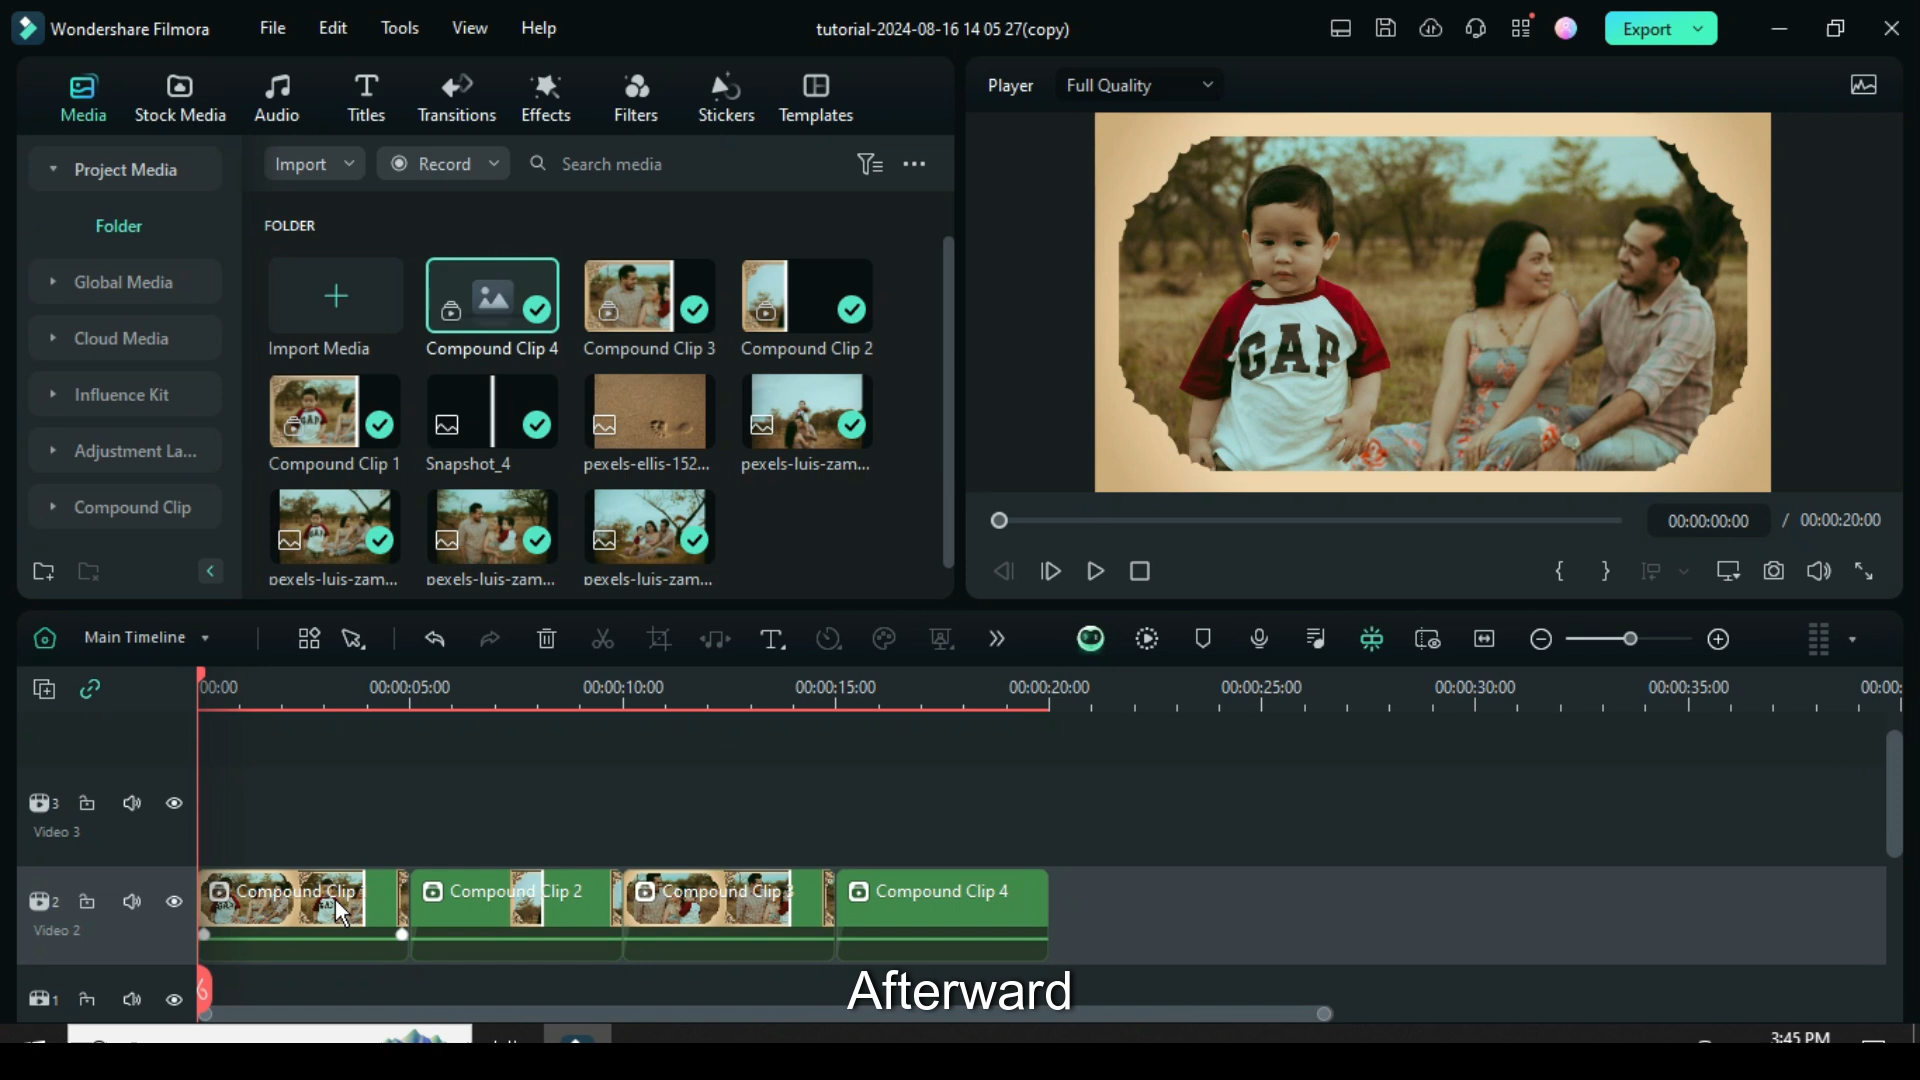 Wondershare Filmora File Edit Tools View Help tutorial-2024-08-16 14 05 27(copy) Export
Media Stock Media Audio Titles Transitions Effects Filters Stickers Templates
Player Full Quality
Project Media
Folder
Global Media
Cloud Media
Influence Kit
Adjustment La...
Compound Clip
Import Record Search media
FOLDER
Import Media Compound Clip 4 Compound Clip 3 Compound Clip 2
Compound Clip 1 Snapshot_4 pexels-ellis-152... pexels-luis-zam...
pexels-luis-zam... pexels-luis-zam... pexels-luis-zam...
GAP
00:00:00:00 / 00:00:20:00
Main Timeline
00:00 00:00:05:00 00:00:10:00 00:00:15:00 00:00:20:00 00:00:25:00 00:00:30:00 00:00:35:00 00:00:
3
Video 3
2
Video 2
Compound Clip Compound Clip 2 Compound Clip 3 Compound Clip 4
1
Afterward
3:45 PM